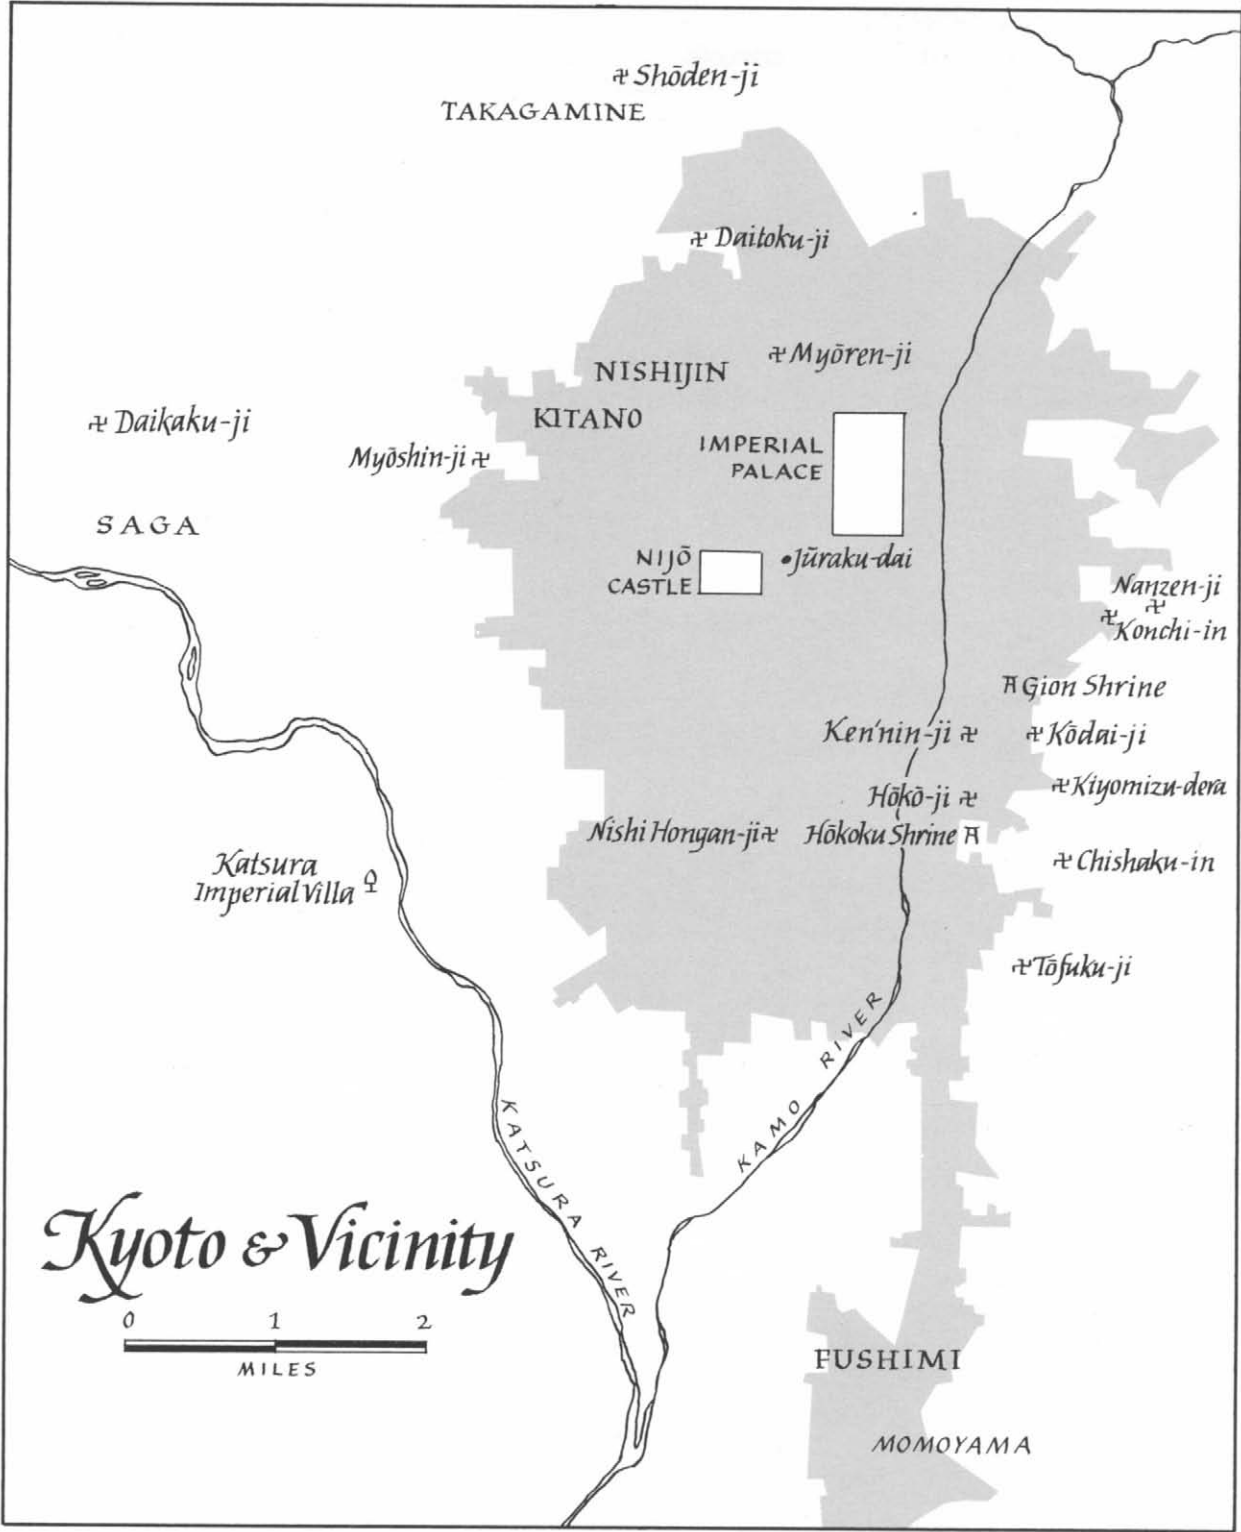 Shōden-ji
TAKAGAMINE
Daitoku-ji
Myōren-ji
NISHIJIN
KITANO
Daikaku-ji
IMPERIAL
PALACE
Myōshin-ji
SAGA
NIJŌ
CASTLE
Jūraku-dai
Nanzen-ji
Konchi-in
Gion Shrine
Ken'nin-ji
Kōdai-ji
Kiyomizu-dera
Hōkō-ji
Nishi Hongan-ji
Hōkoku Shrine
Chishaku-in
Katsura
Imperial Villa
Tōfuku-ji
KAMO RIVER
KATSURA RIVER
Kyoto & Vicinity
0 1 2
MILES
FUSHIMI
MOMOYAMA